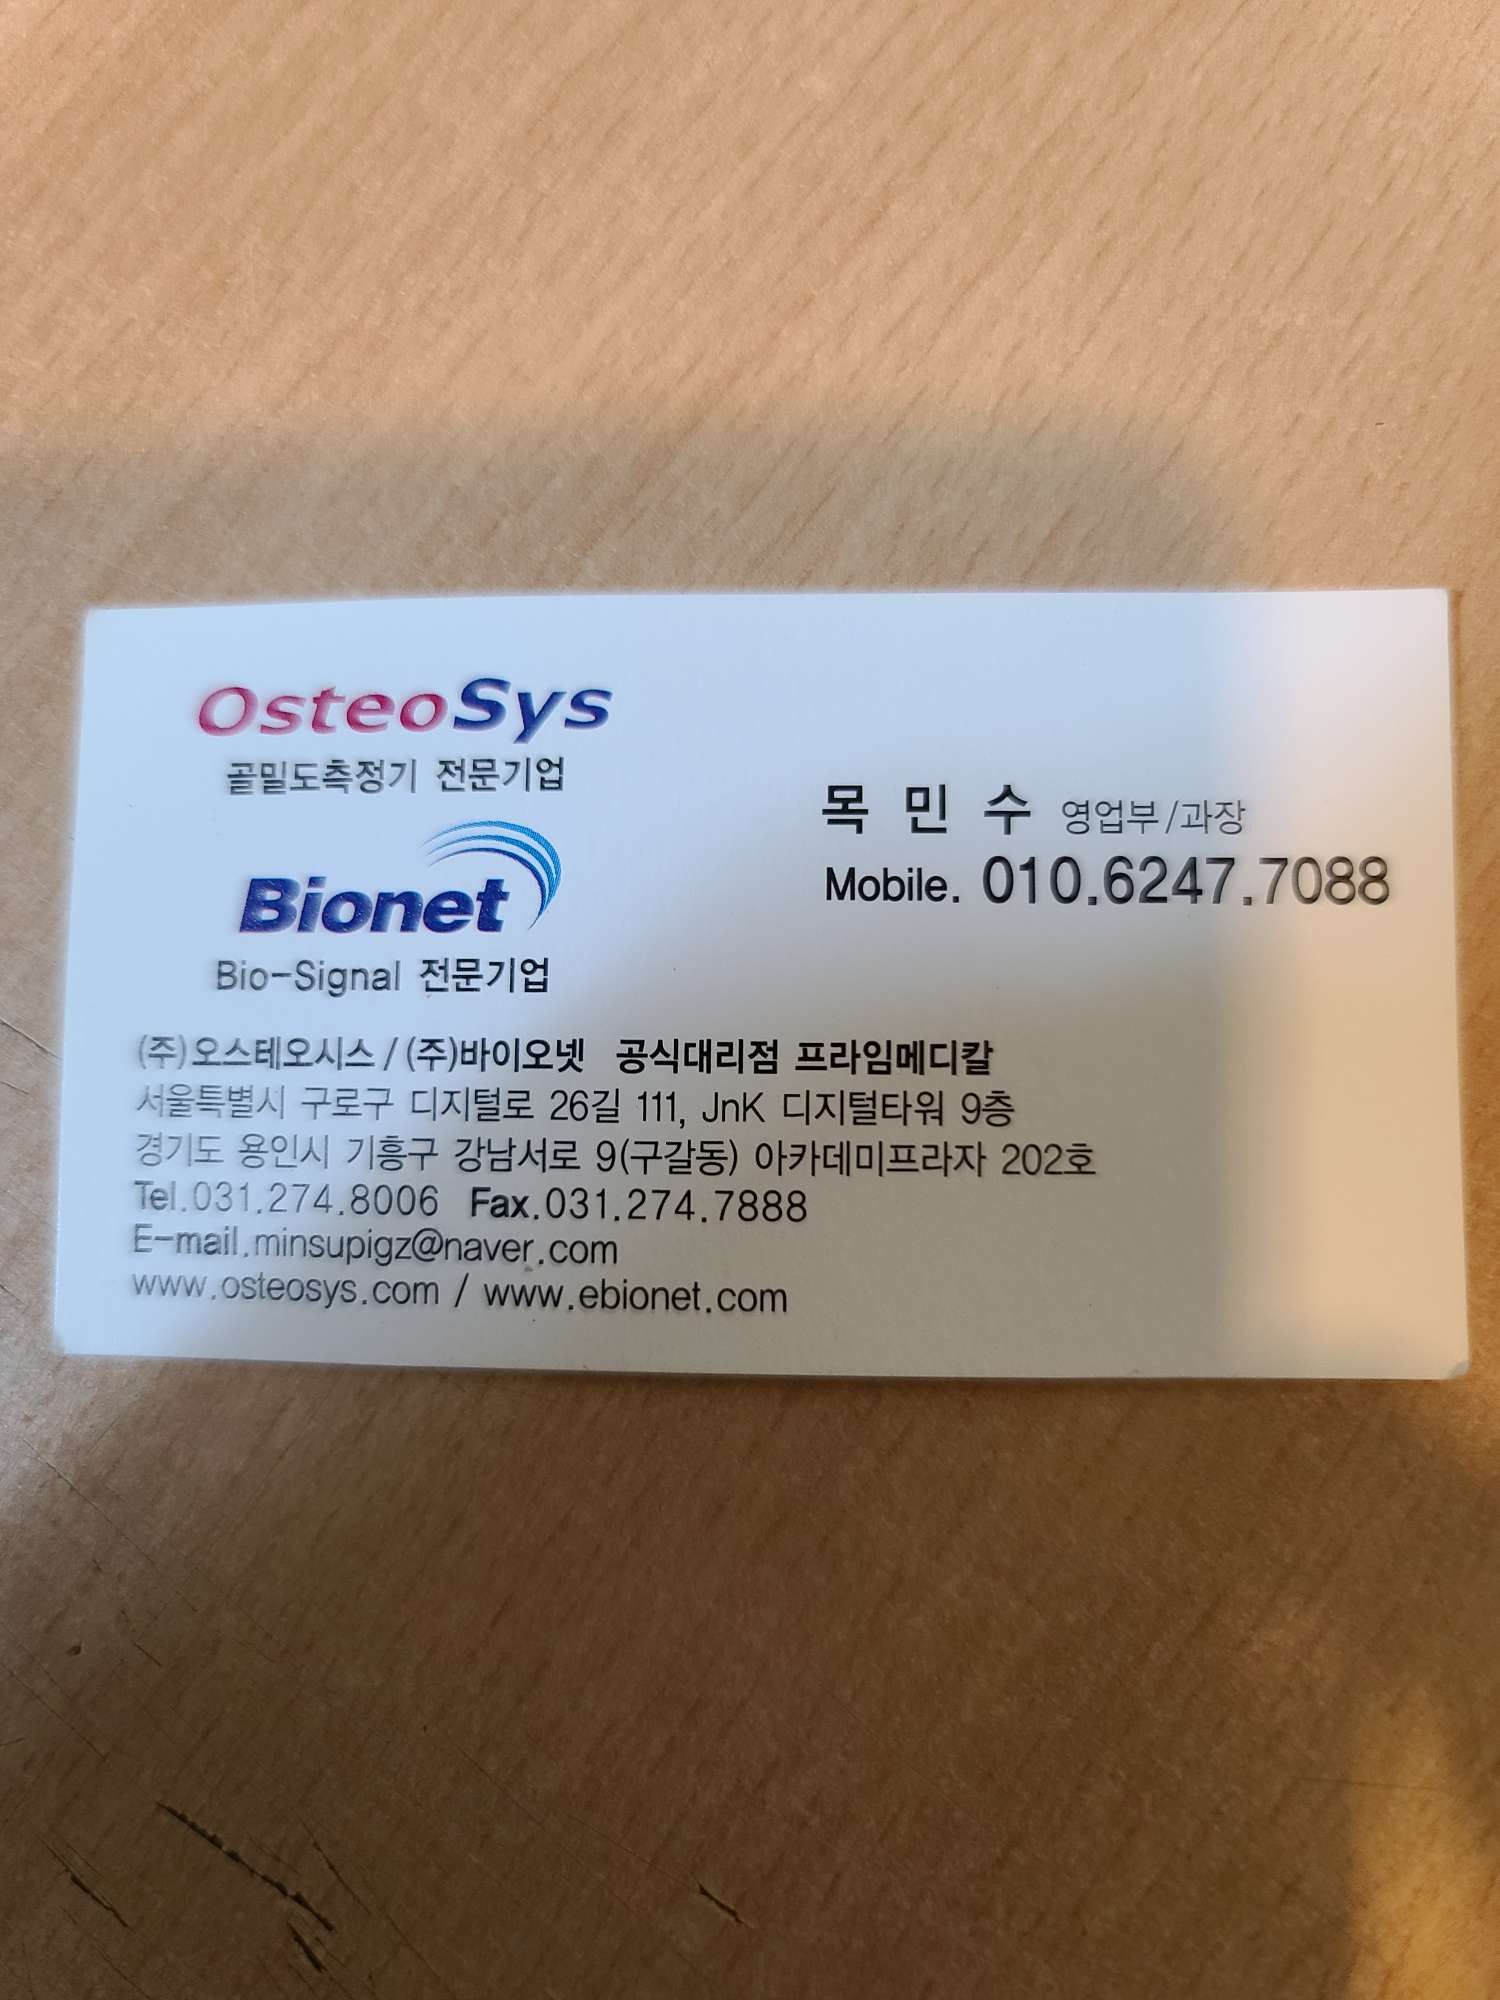 OsteoSys
골밀도측정기 전문기업
Bionet
Bio-Signal 전문기업
목 민 수 영업부/과장
Mobile. 010.6247.7088
(주)오스테오시스/(주)바이오넷 공식대리점 프라임메디칼
서울특별시 구로구 디지털로 26길 111, JnK 디지털타워 9층
경기도 용인시 기흥구 강남서로 9(구갈동) 아카데미프라자 202호
Tel.031.274.8006 Fax.031.274.7888
E-mail.minsupigz@naver.com
www.osteosys.com / www.ebionet.com